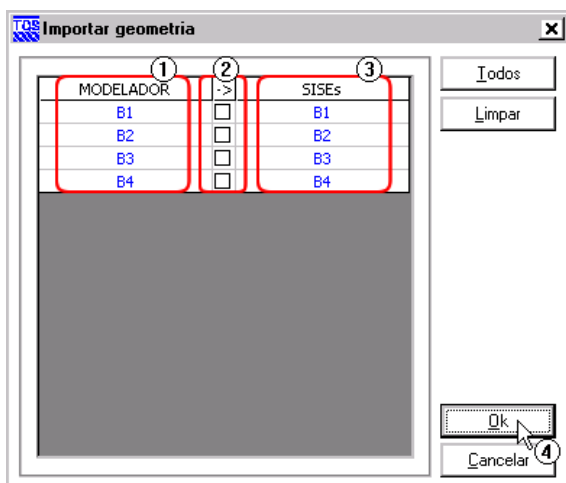 TQS Importar geometria
1 2 3
MODELADOR -> SISEs
B1 B1
B2 B2
B3 B3
B4 B4
Todos
Limpar
Ok
4
Cancelar